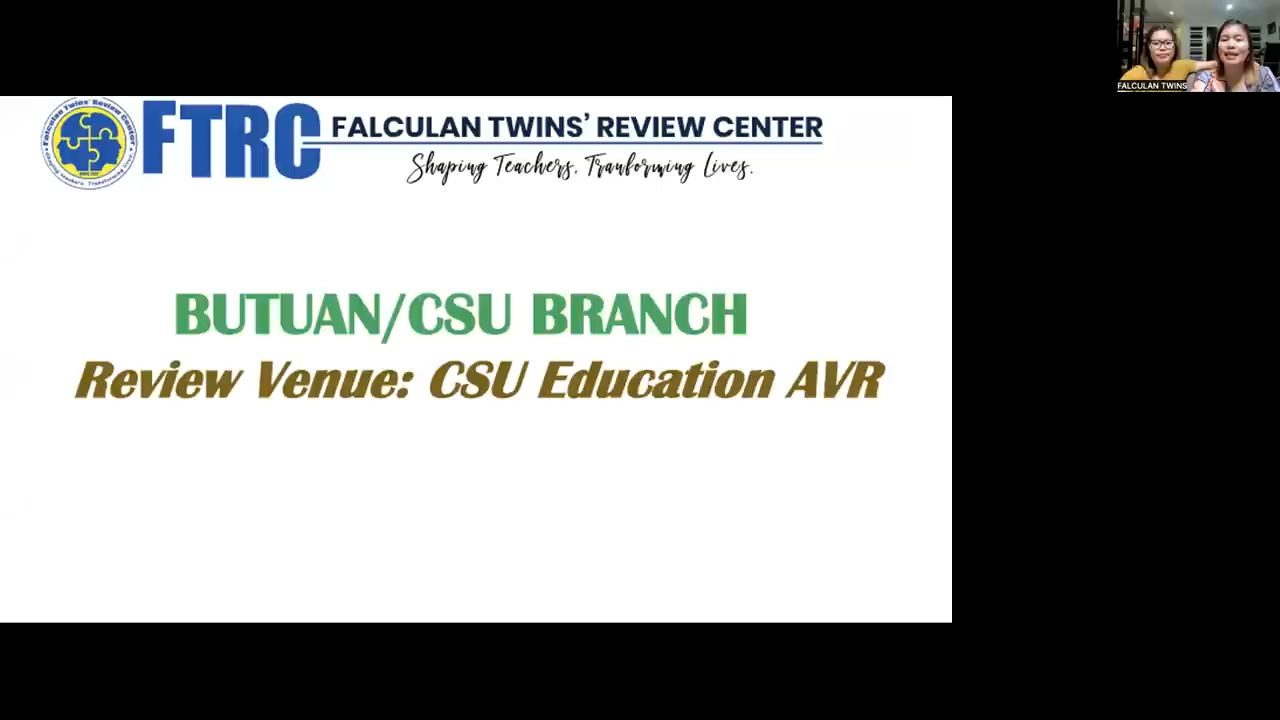 FALCULAN TWINS
FTRC
FALCULAN TWINS' REVIEW CENTER
Shaping Teachers, Tranforming Lives.
BUTUAN/CSU BRANCH
Review Venue: CSU Education AVR